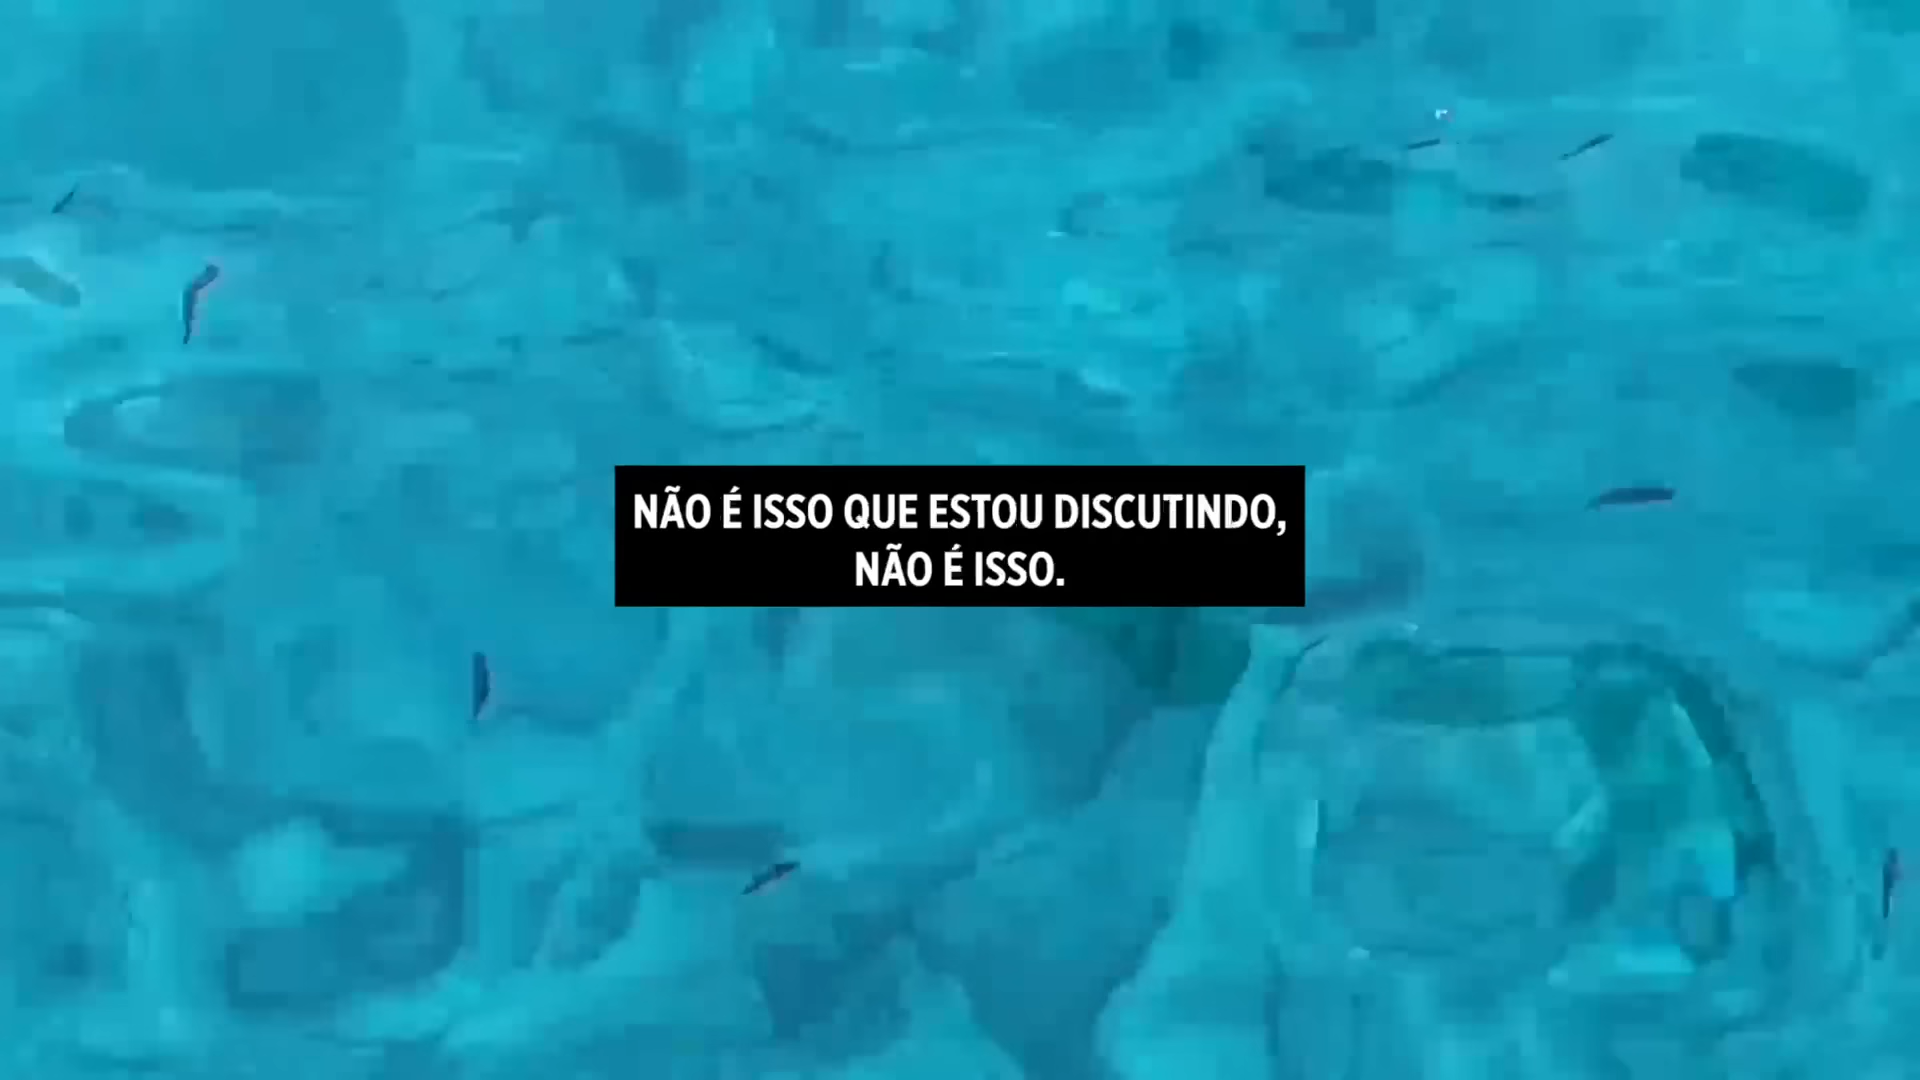 NÃO É ISSO QUE ESTOU DISCUTINDO,
NÃO É ISSO.